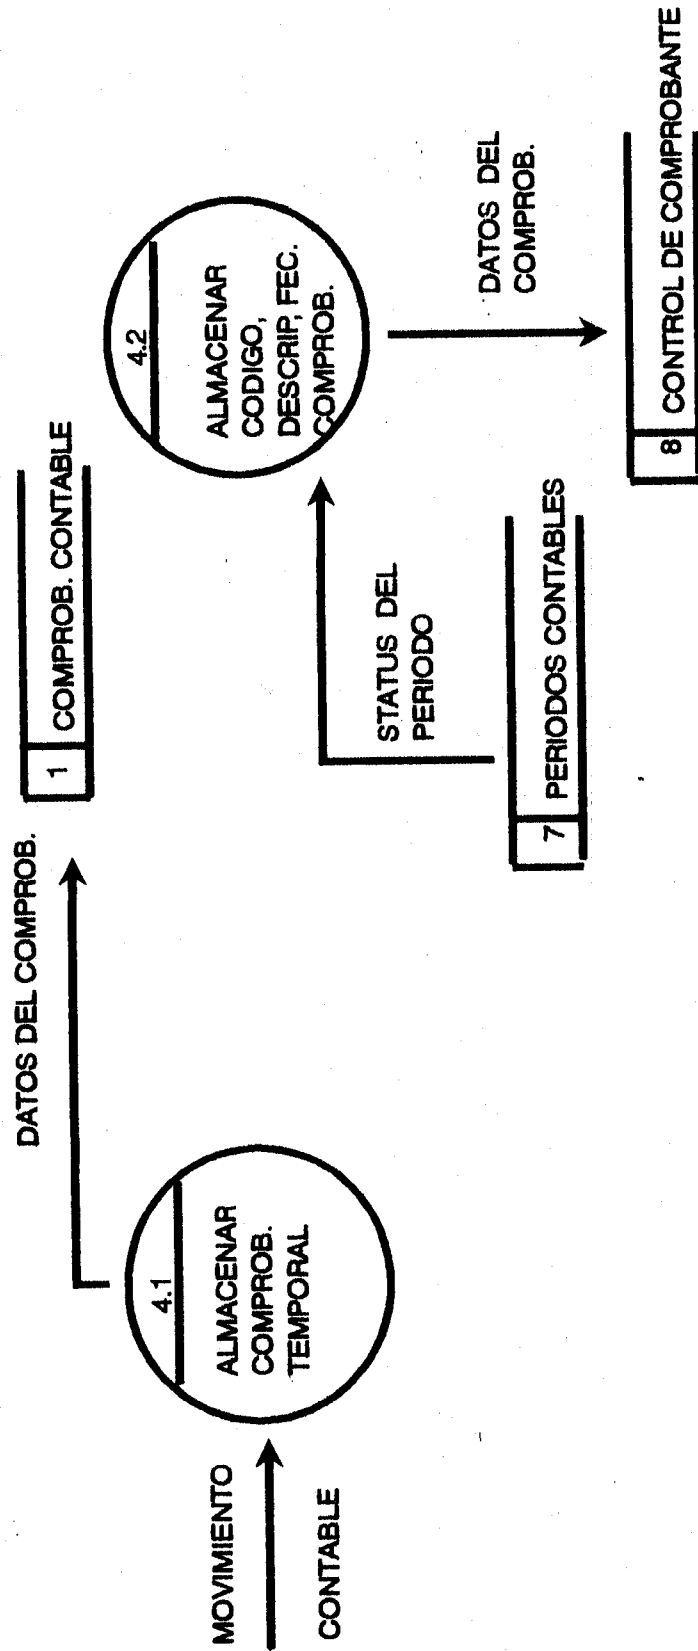 MOVIMIENTO
CONTABLE
4.1
ALMACENAR
COMPROB.
TEMPORAL
DATOS DEL COMPROB.
1 COMPROB. CONTABLE
4.2
ALMACENAR
CODIGO,
DESCRIP, FEC.
COMPROB.
STATUS DEL
PERIODO
7 PERIODOS CONTABLES
DATOS DEL
COMPROB.
8 CONTROL DE COMPROBANTE